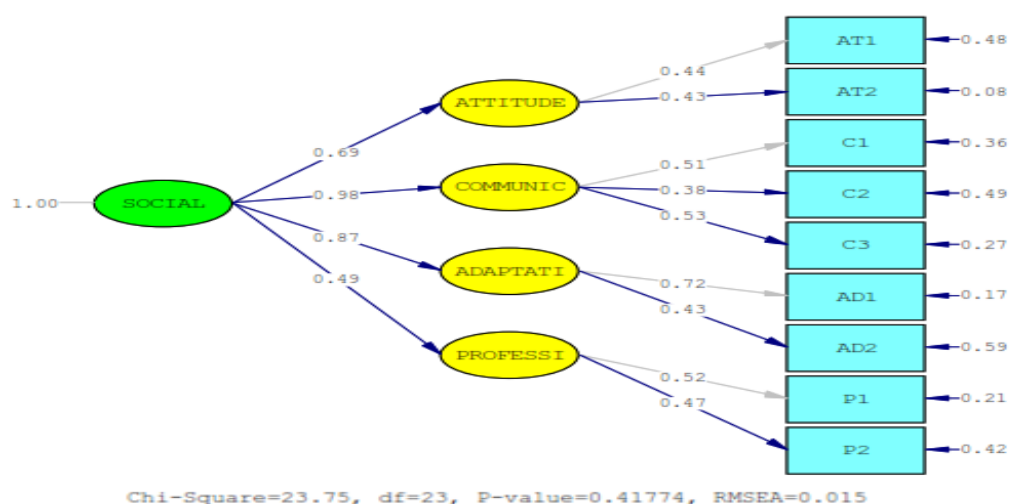 AT1
0.48
0.44
ATTITUDE
0.43
AT2
0.08
C1
0.36
0.69
0.51
COMMUNIC
0.38
C2
0.49
1.00
SOCIAL
0.98
0.53
0.87
C3
0.27
ADAPTATI
0.72
0.49
0.43
AD1
0.17
AD2
0.59
PROFESSI
0.52
0.47
P1
0.21
P2
0.42
Chi-Square=23.75, df=23, P-value=0.41774, RMSEA=0.015